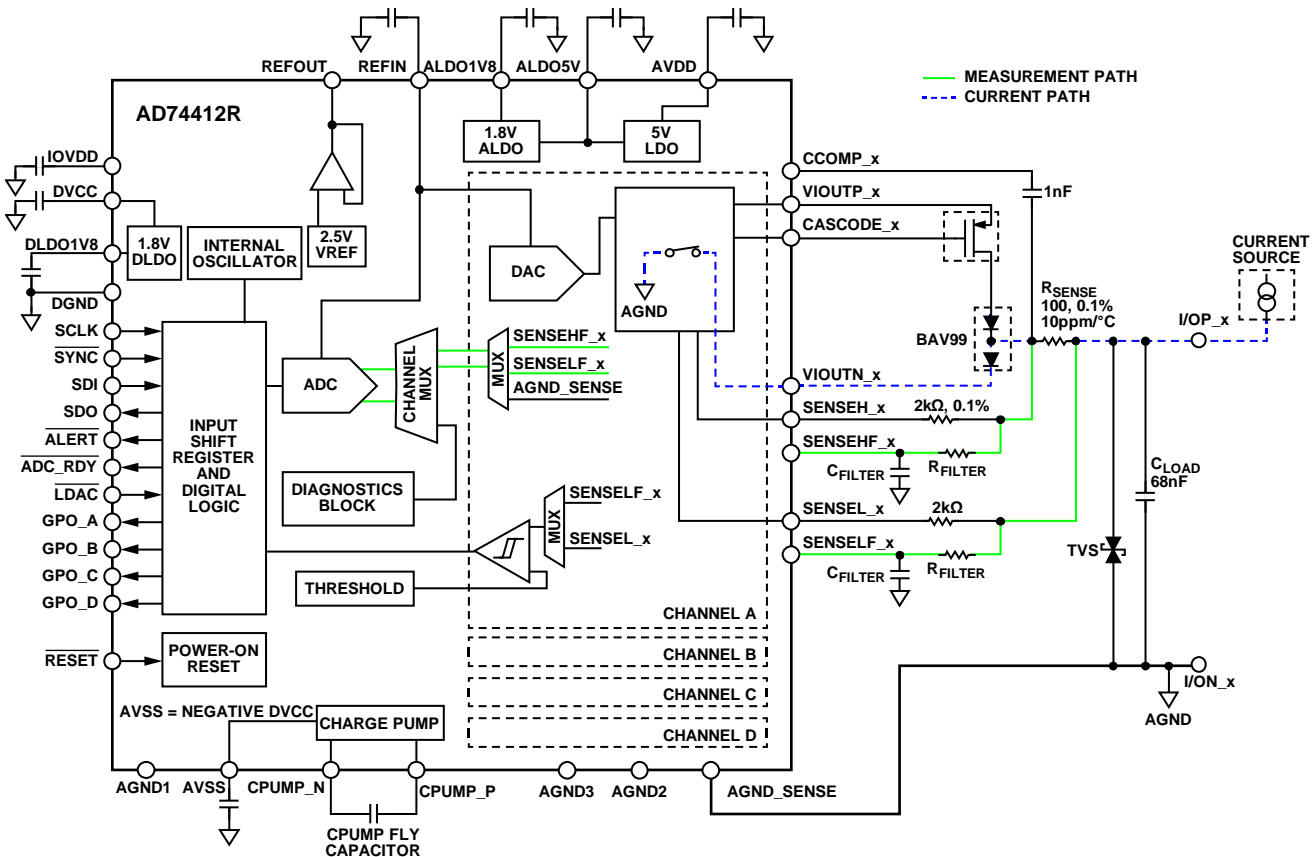 REFOUT
REFIN
ALDO1V8
ALDO5V
AVDD
MEASUREMENT PATH
CURRENT PATH
AD74412R
1.8V
ALDO
5V
LDO
IOVDD
DVCC
DLDO1V8
DGND
1.8V
DLDO
INTERNAL
OSCILLATOR
2.5V
VREF
DAC
AGND
CCOMP_x
VIOUTP_x
CASCODE_x
1nF
CURRENT
SOURCE
RSENSE
100, 0.1%
10ppm/°C
I/OP_x
BAV99
VIOUTN_x
SCLK
SYNC
SDI
SDO
ALERT
ADC_RDY
LDAC
GPO_A
GPO_B
GPO_C
GPO_D
RESET
INPUT
SHIFT
REGISTER
AND
DIGITAL
LOGIC
ADC
CHANNEL
MUX
MUX
SENSEHF_x
SENSELF_x
AGND_SENSE
SENSEH_x
2kΩ, 0.1%
SENSEHF_x
CFILTER
RFILTER
SENSEL_x
2kΩ
SENSELF_x
CFILTER
RFILTER
CLOAD
68nF
TVS
DIAGNOSTICS
BLOCK
MUX
SENSELF_x
SENSEL_x
THRESHOLD
CHANNEL A
CHANNEL B
CHANNEL C
CHANNEL D
POWER-ON
RESET
I/ON_x
AGND
AVSS = NEGATIVE DVCC
CHARGE PUMP
AGND1
AVSS
CPUMP_N
CPUMP_P
AGND3
AGND2
AGND_SENSE
CPUMP FLY
CAPACITOR